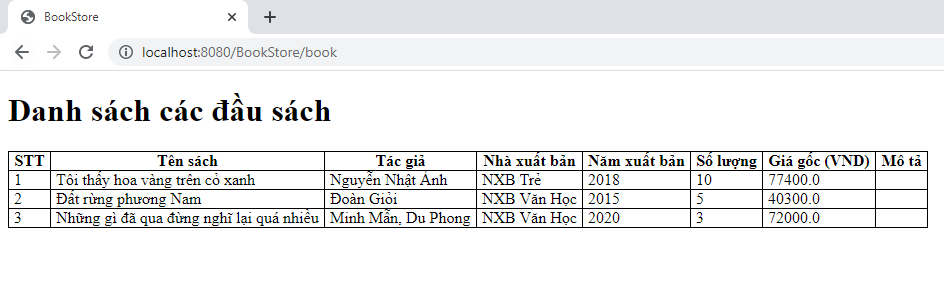 BookStore
localhost:8080/BookStore/book
Danh sách các đầu sách
STT Tên sách Tác giả Nhà xuất bản Năm xuất bản Số lượng Giá gốc (VND) Mô tả
1 Tôi thấy hoa vàng trên cỏ xanh Nguyễn Nhật Ánh NXB Trẻ 2018 10 77400.0
2 Đất rừng phương Nam Đoàn Giỏi NXB Văn Học 2015 5 40300.0
3 Những gì đã qua đừng nghĩ lại quá nhiều Minh Mẫn, Du Phong NXB Văn Học 2020 3 72000.0